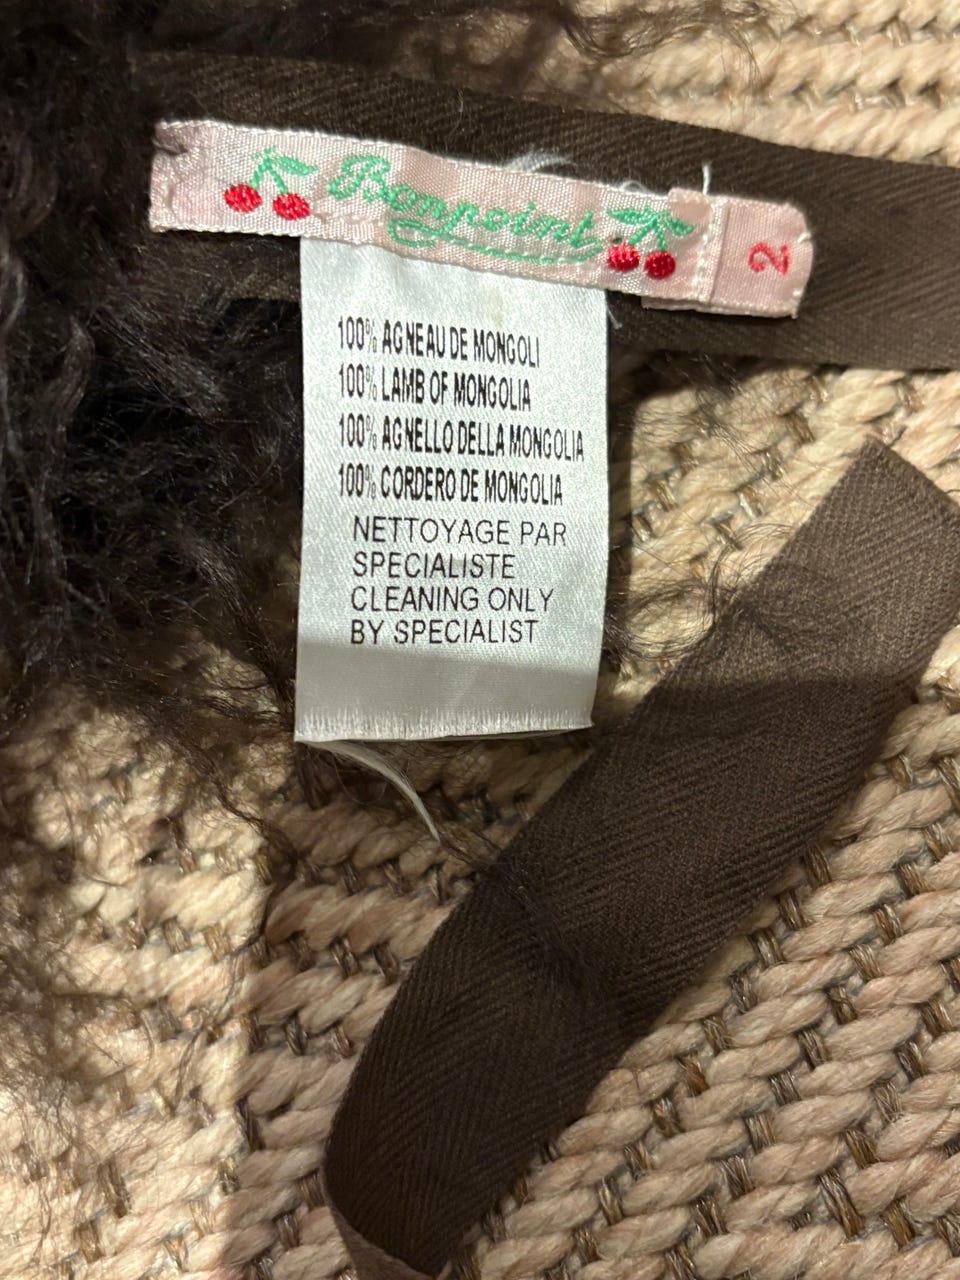 Bonpoint
2
100% AGNEAU DE MONGOLI
100% LAMB OF MONGOLIA
100% AGNELLO DELLA MONGOLIA
100% CORDERO DE MONGOLIA
NETTOYAGE PAR
SPECIALISTE
CLEANING ONLY
BY SPECIALIST